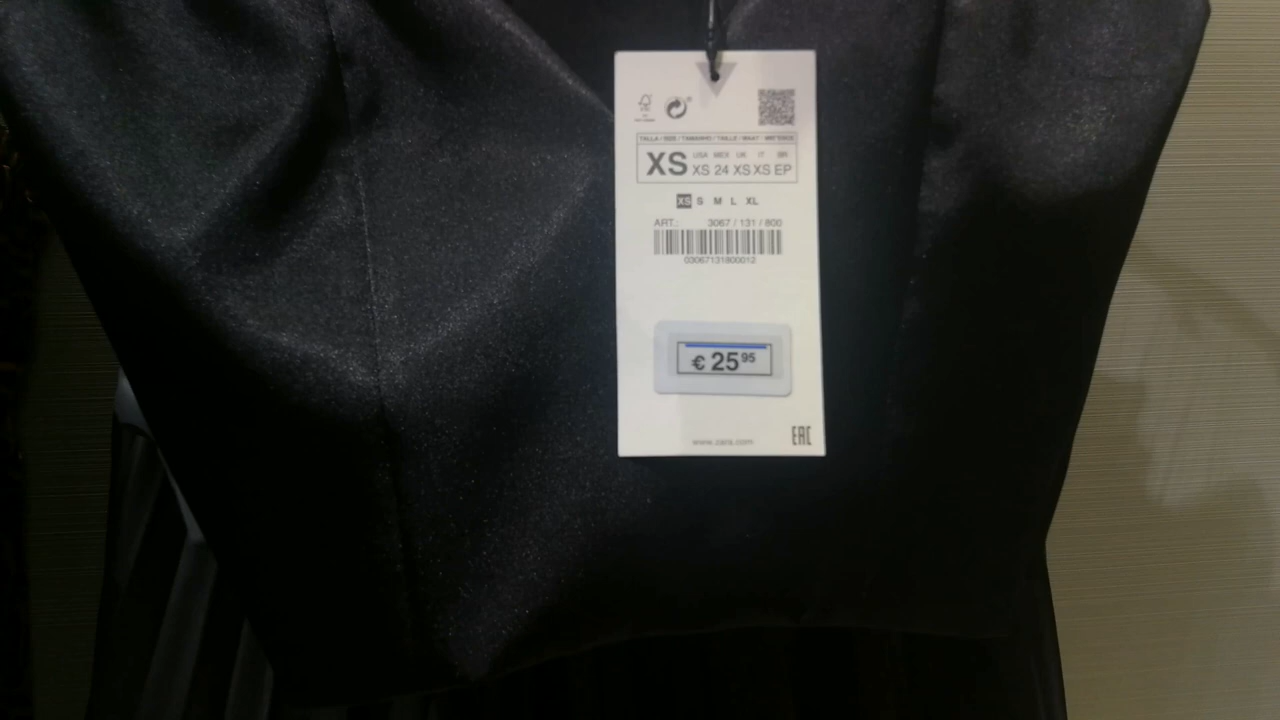 TALLA / SIZE / TAMANHO / TAILLE / MAAT
XS
USA MEX UK IT BR
XS 24 XS XS EP
XS S M L XL
ART.: 3067 / 131 / 800
03067131800012
€ 25 95
www.zara.com
EAC